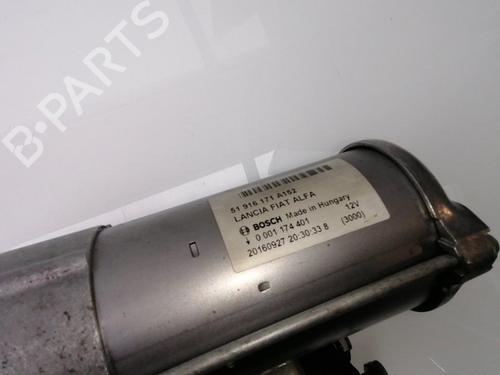 B-PARTS
51 916 171 A152
LANCIA FIAT ALFA
BOSCH Made in Hungary 12V
0 001 174 401 (3000)
20160927 20:30:33 8